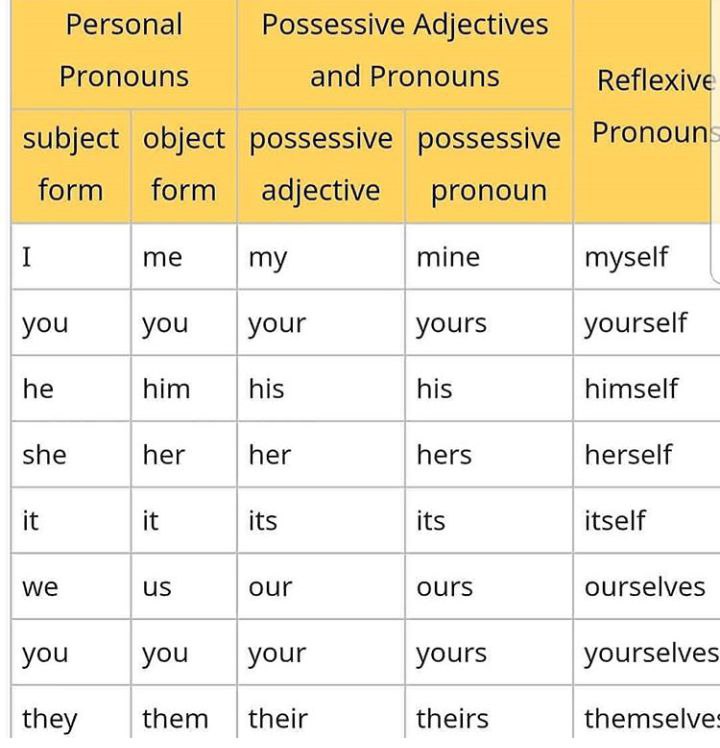 Personal Pronouns
Possessive Adjectives and Pronouns
Reflexive Pronouns
subject form
object form
possessive adjective
possessive pronoun
I me my mine myself
you you your yours yourself
he him his his himself
she her her hers herself
it it its its itself
we us our ours ourselves
you you your yours yourselves
they them their theirs themselves